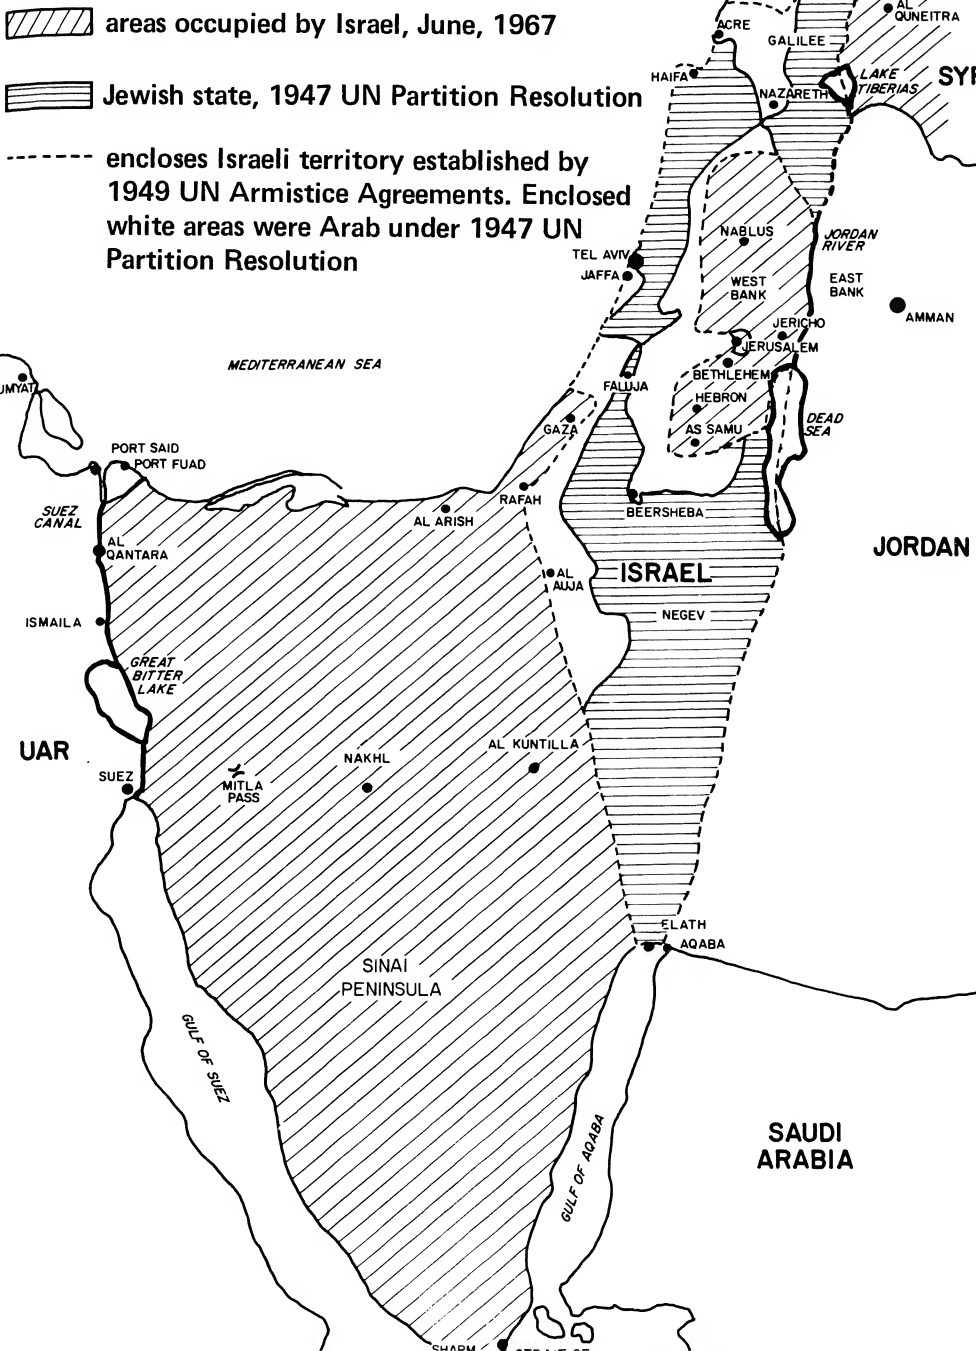 areas occupied by Israel, June, 1967
Jewish state, 1947 UN Partition Resolution
encloses Israeli territory established by
1949 UN Armistice Agreements. Enclosed
white areas were Arab under 1947 UN
Partition Resolution
AL
QUNEITRA
ACRE
GALILEE
HAIFA
LAKE
TIBERIAS
NAZARETH
NABLUS
JORDAN
RIVER
TEL AVIV
JAFFA
WEST
BANK
EAST
BANK
AMMAN
JERICHO
JERUSALEM
MEDITERRANEAN SEA
BETHLEHEM
FALUJA
HEBRON
DEAD
SEA
GAZA
AS SAMU
PORT SAID
PORT FUAD
RAFAH
SUEZ
CANAL
AL ARISH
BEERSHEBA
AL
QANTARA
JORDAN
AL
AUJA
ISRAEL
NEGEV
ISMAILA
GREAT
BITTER
LAKE
UAR
AL KUNTILLA
NAKHL
SUEZ
MITLA
PASS
ELATH
AQABA
SINAI
PENINSULA
GULF OF SUEZ
GULF OF AQABA
SAUDI
ARABIA